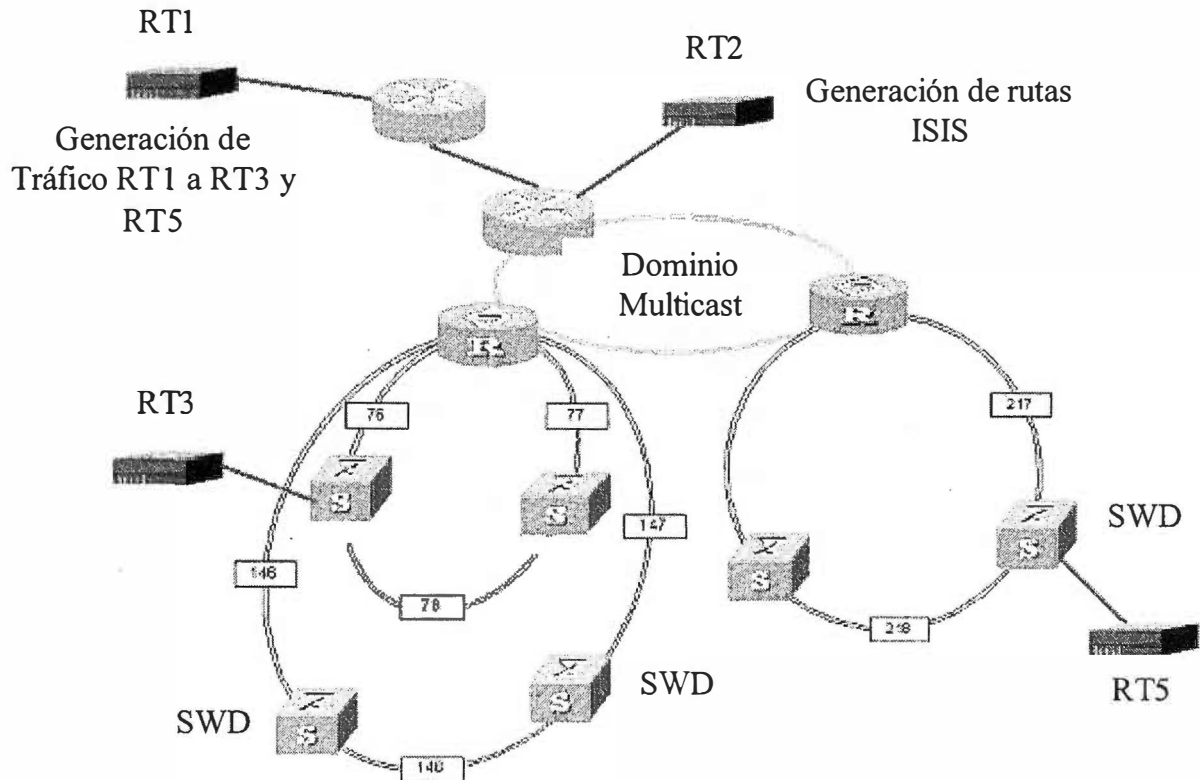 RT1
RT2
Generación de rutas
ISIS
Generación de
Tráfico RT1 a RT3 y
RT5
Dominio
Multicast
R
R
RT3
76
77
217
S
S
147
S
SWD
S
146
78
218
RT5
S
SWD
SWD
S